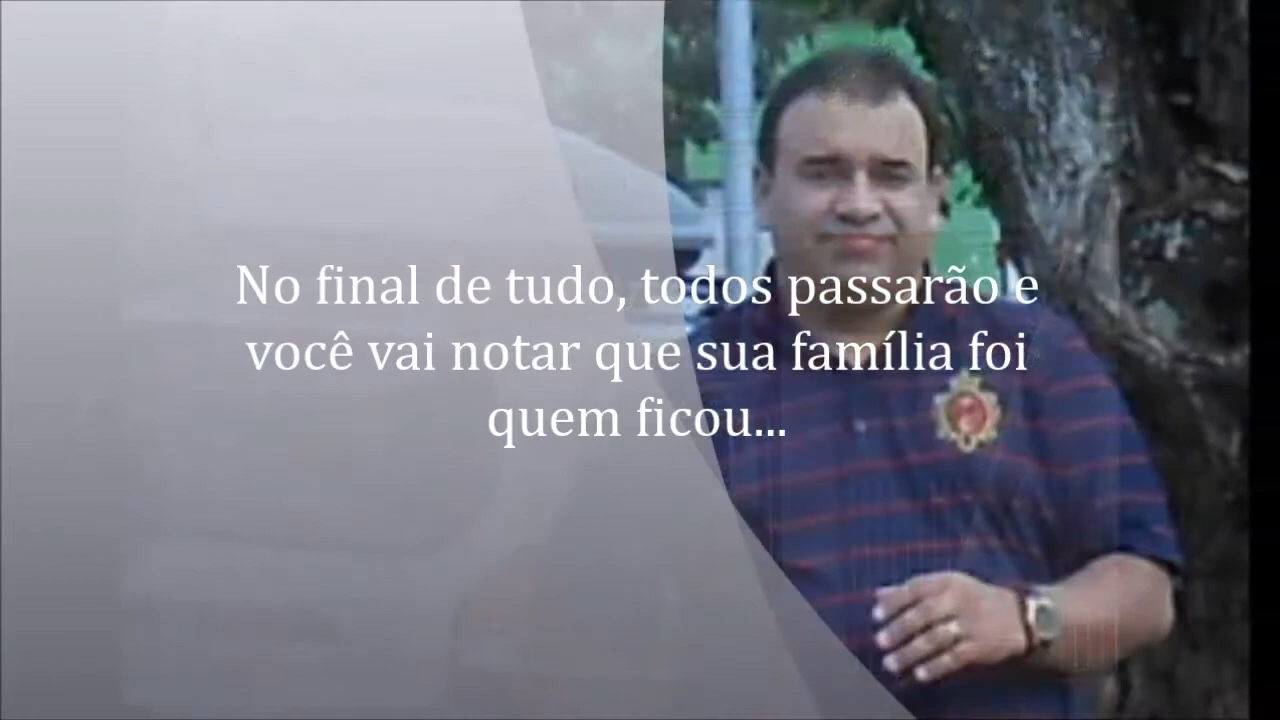 No final de tudo, todos passarão e
você vai notar que sua família foi
quem ficou...